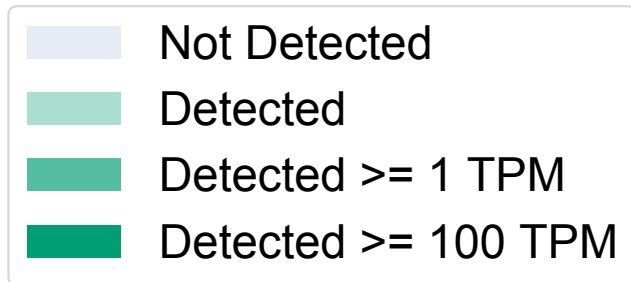 Not Detected
Detected
Detected >= 1 TPM
Detected >= 100 TPM